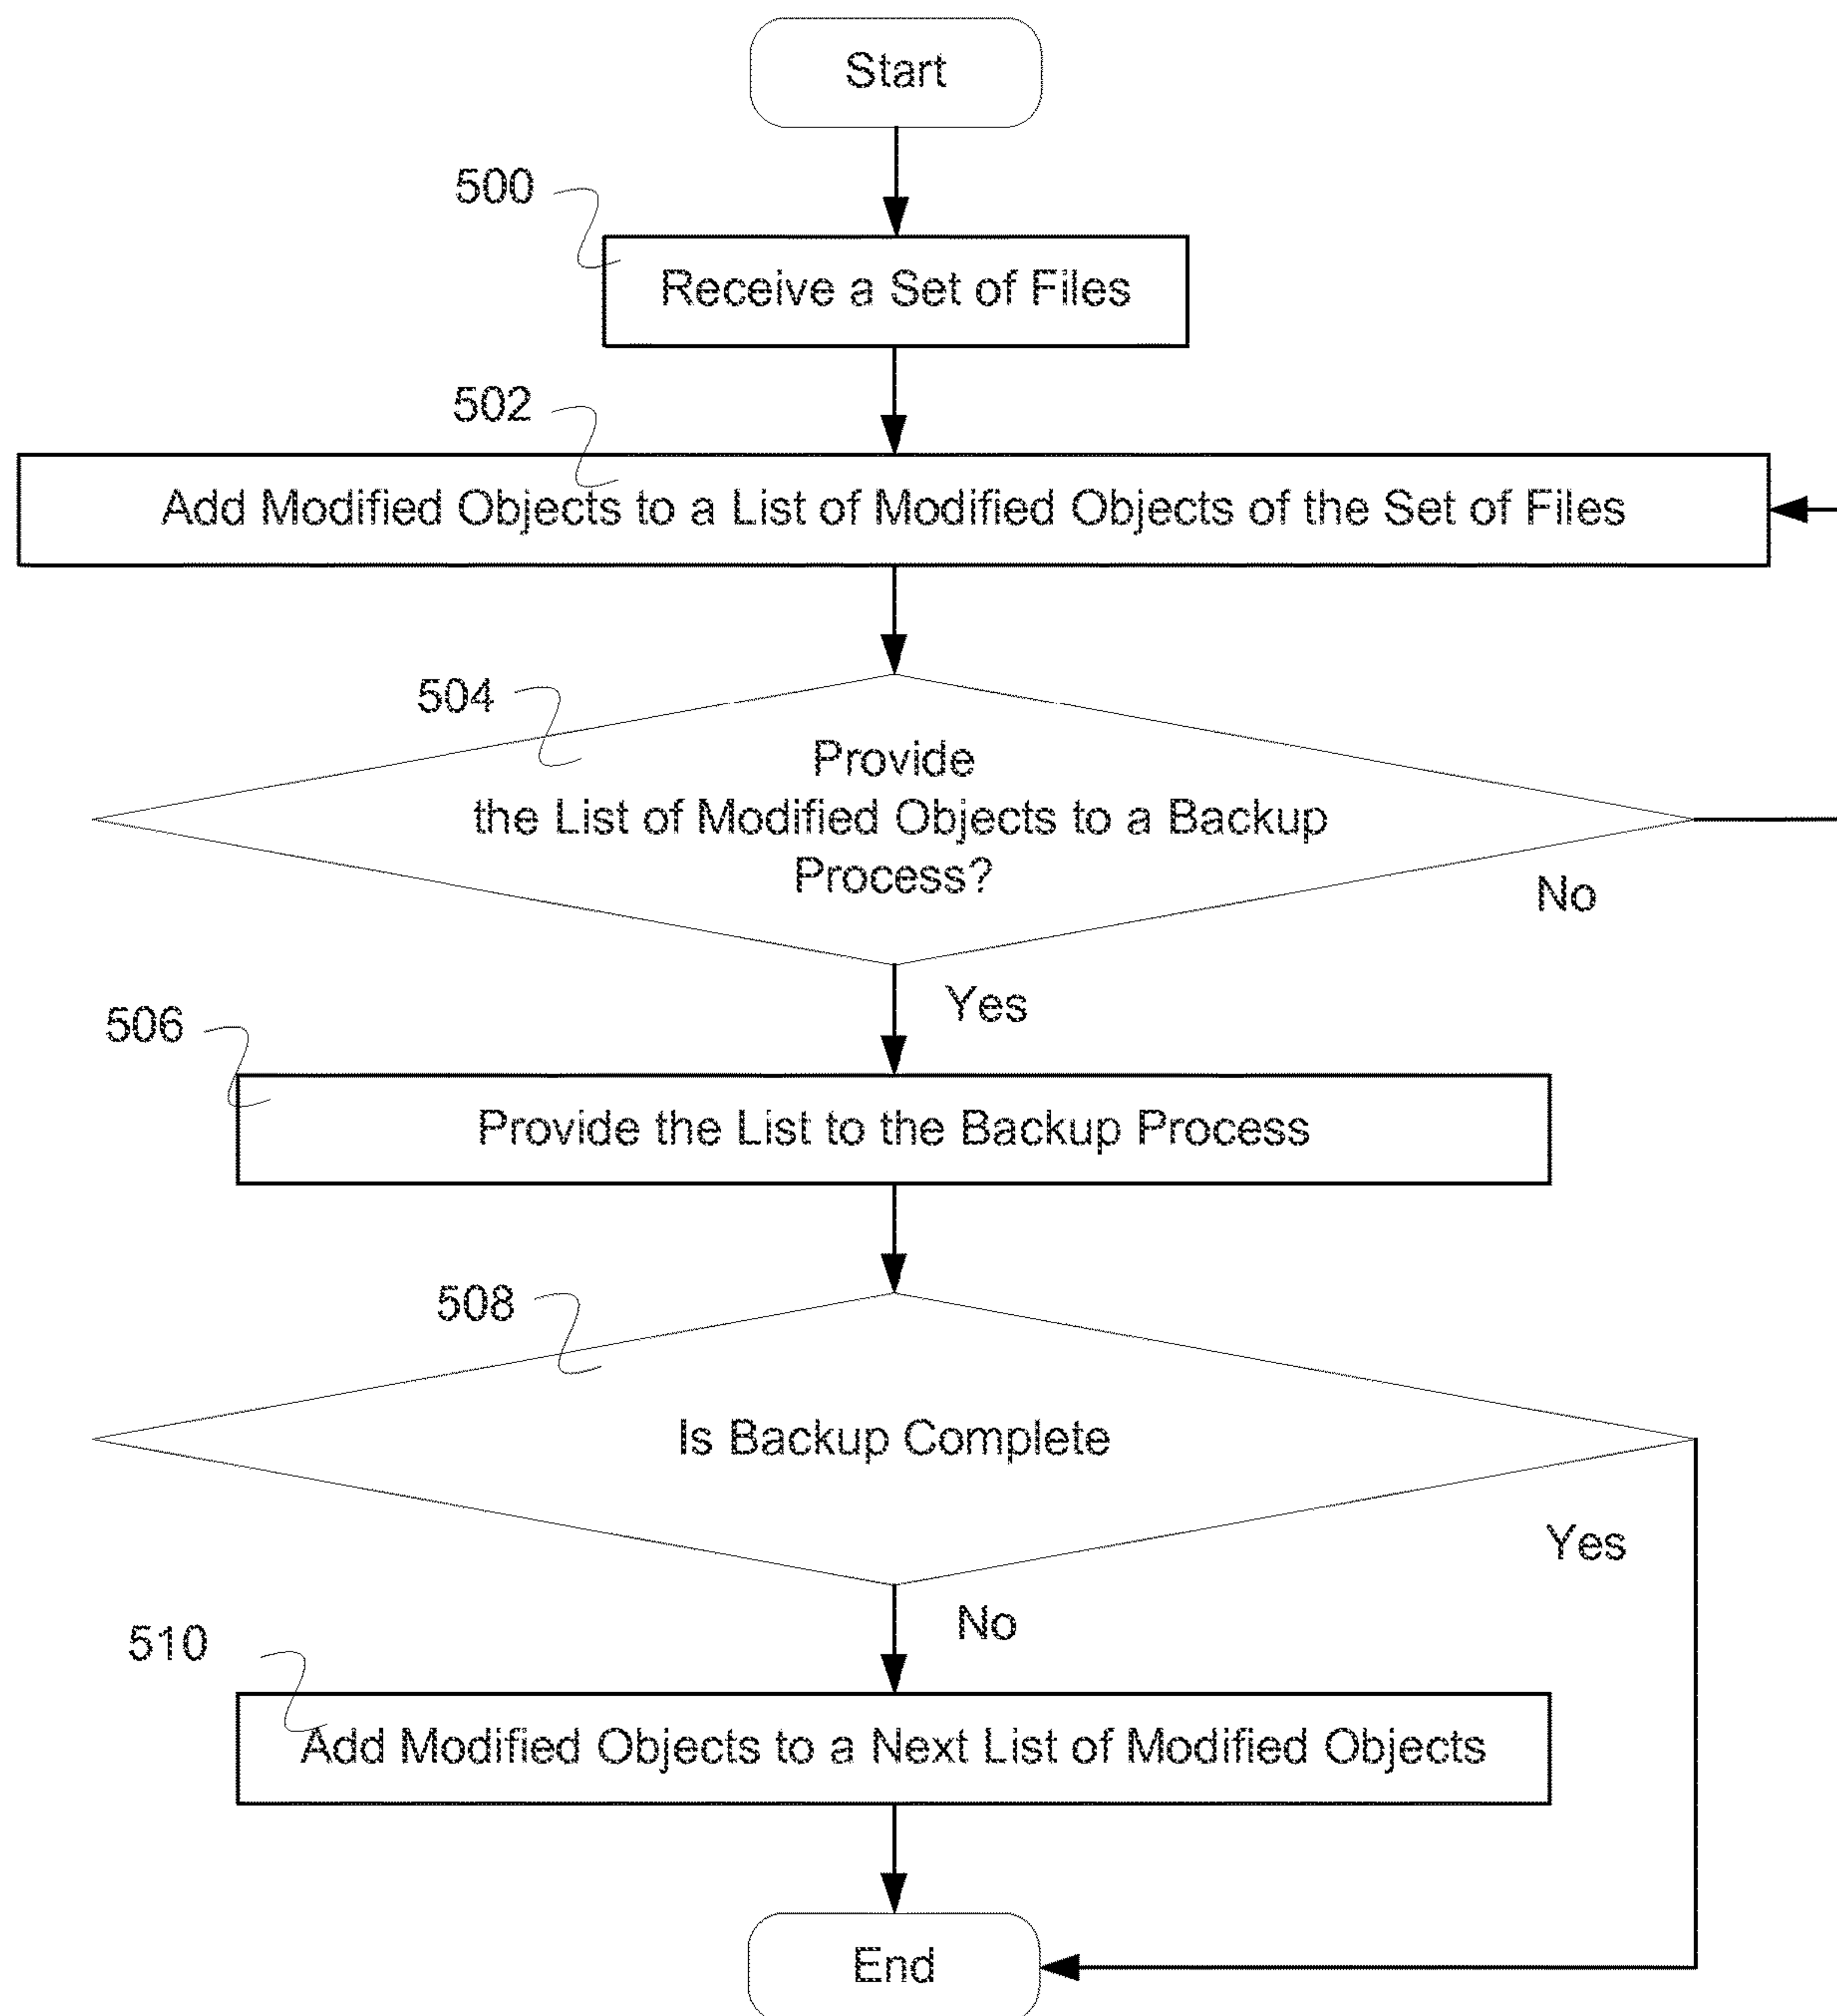 Start
500
Receive a Set of Files
502
Add Modified Objects to a List of Modified Objects of the Set of Files
504
Provide
the List of Modified Objects to a Backup
Process?
No
Yes
506
Provide the List to the Backup Process
508
Is Backup Complete
Yes
No
510
Add Modified Objects to a Next List of Modified Objects
End